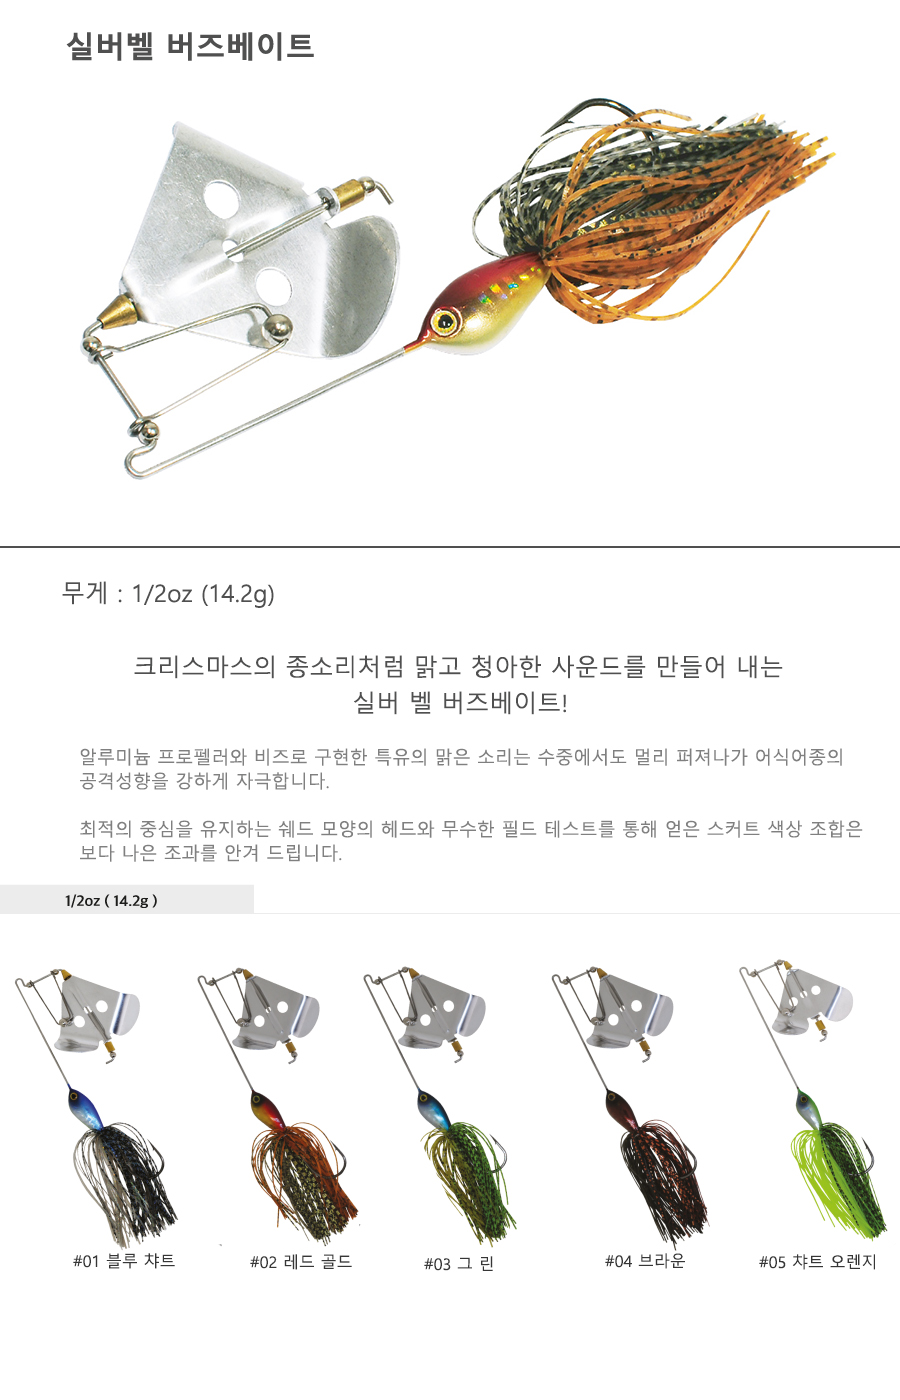 실버벨 버즈베이트
무게 : 1/2oz (14.2g)
크리스마스의 종소리처럼 맑고 청아한 사운드를 만들어 내는
실버 벨 버즈베이트!
알루미늄 프로펠러와 비즈로 구현한 특유의 맑은 소리는 수중에서도 멀리 퍼져나가 어식어종의
공격성향을 강하게 자극합니다.
최적의 중심을 유지하는 쉐드 모양의 헤드와 무수한 필드 테스트를 통해 얻은 스커트 색상 조합은
보다 나은 조과를 안겨 드립니다.
1/2oz ( 14.2g )
#01 블루 챠트
#02 레드 골드
#03 그 린
#04 브라운
#05 챠트 오렌지